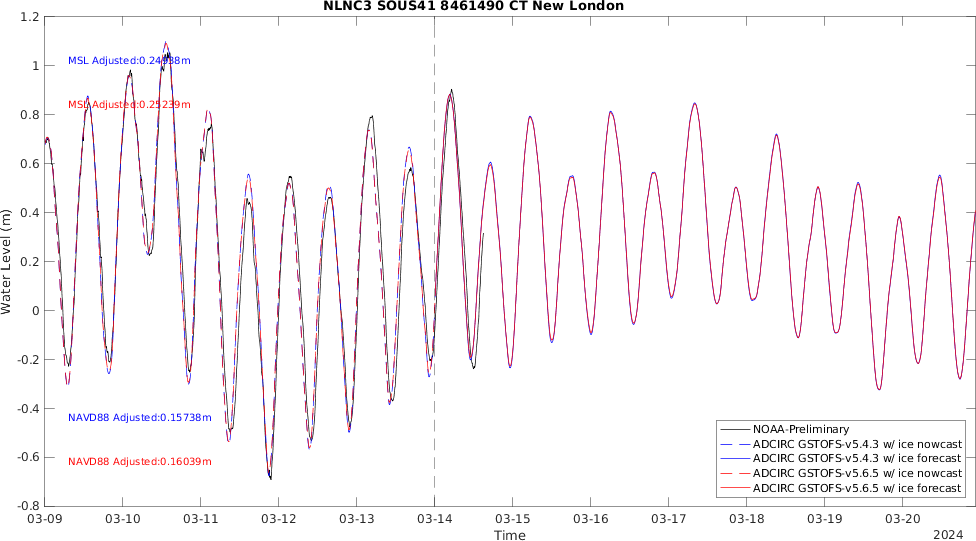 NLNC3 SOUS41 8461490 CT New London
1.2
1
0.8
0.6
0.4
0.2
0
-0.2
-0.4
-0.6
-0.8
Water Level (m)
MSL Adjusted:0.24938m
MSL Adjusted:0.25239m
NAVD88 Adjusted:0.15738m
NAVD88 Adjusted:0.16039m
NOAA-Preliminary
ADCIRC GSTOFS-v5.4.3 w/ ice nowcast
ADCIRC GSTOFS-v5.4.3 w/ ice forecast
ADCIRC GSTOFS-v5.6.5 w/ ice nowcast
ADCIRC GSTOFS-v5.6.5 w/ ice forecast
03-09 03-10 03-11 03-12 03-13 03-14 03-15 03-16 03-17 03-18 03-19 03-20
Time
2024